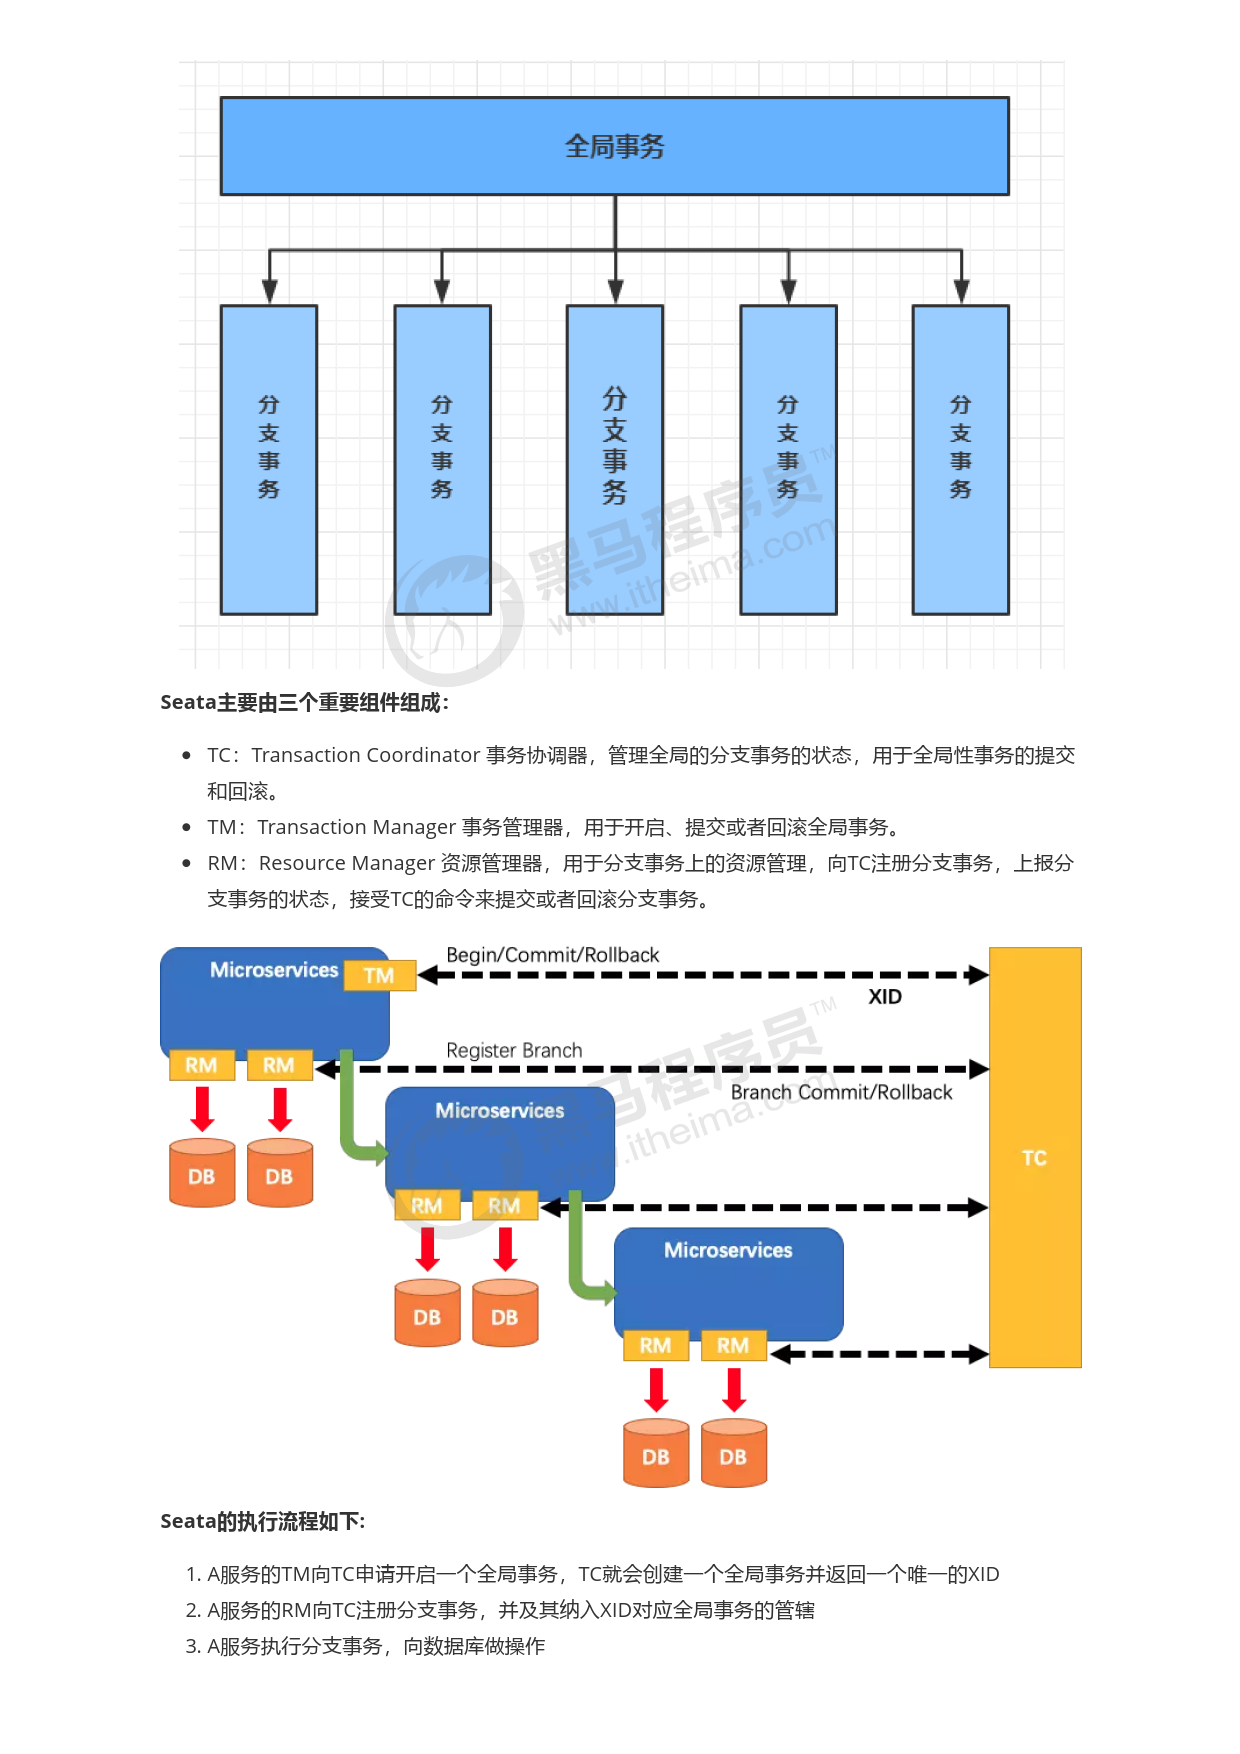 全局事务
分支事务
分支事务
分支事务
分支事务
分支事务
黑马程序员™
www.itheima.com
Seata主要由三个重要组件组成：
TC：Transaction Coordinator 事务协调器，管理全局的分支事务的状态，用于全局性事务的提交
和回滚。
TM：Transaction Manager 事务管理器，用于开启、提交或者回滚全局事务。
RM：Resource Manager 资源管理器，用于分支事务上的资源管理，向TC注册分支事务，上报分
支事务的状态，接受TC的命令来提交或者回滚分支事务。
Microservices
TM
Begin/Commit/Rollback
XID
RM
RM
Register Branch
Branch Commit/Rollback
黑马程序员™
www.itheima.com
DB
DB
Microservices
TC
RM
RM
DB
DB
Microservices
RM
RM
DB
DB
Seata的执行流程如下:
1. A服务的TM向TC申请开启一个全局事务，TC就会创建一个全局事务并返回一个唯一的XID
2. A服务的RM向TC注册分支事务，并及其纳入XID对应全局事务的管辖
3. A服务执行分支事务，向数据库做操作